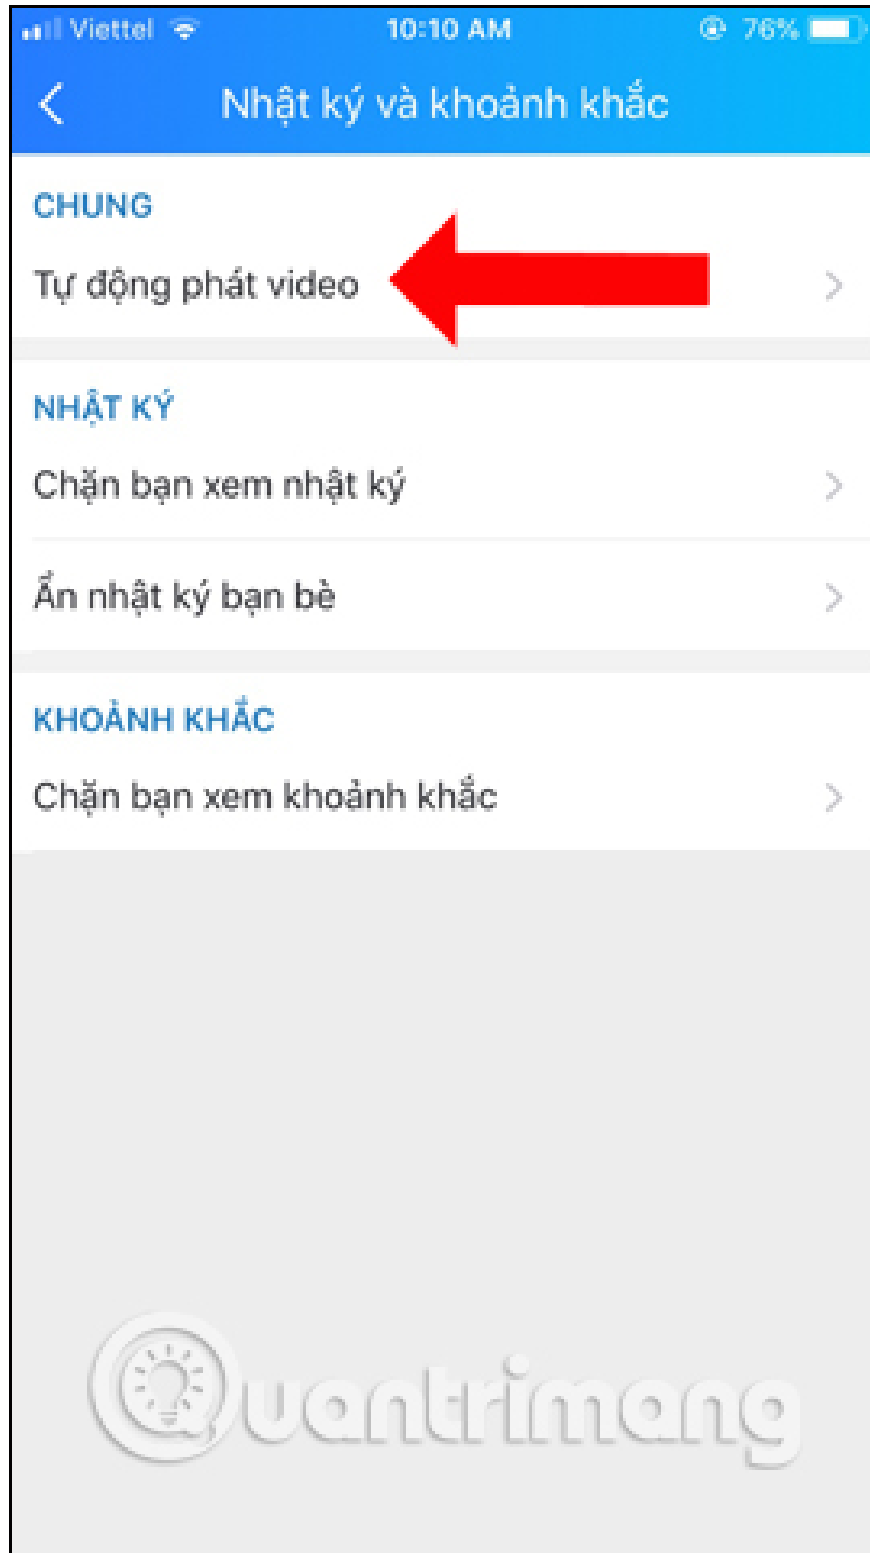 Viettel 10:10 AM 76%
Nhật ký và khoảnh khắc
CHUNG
Tự động phát video
NHẬT KÝ
Chặn bạn xem nhật ký
Ẩn nhật ký bạn bè
KHOẢNH KHẮC
Chặn bạn xem khoảnh khắc
Quantrimang